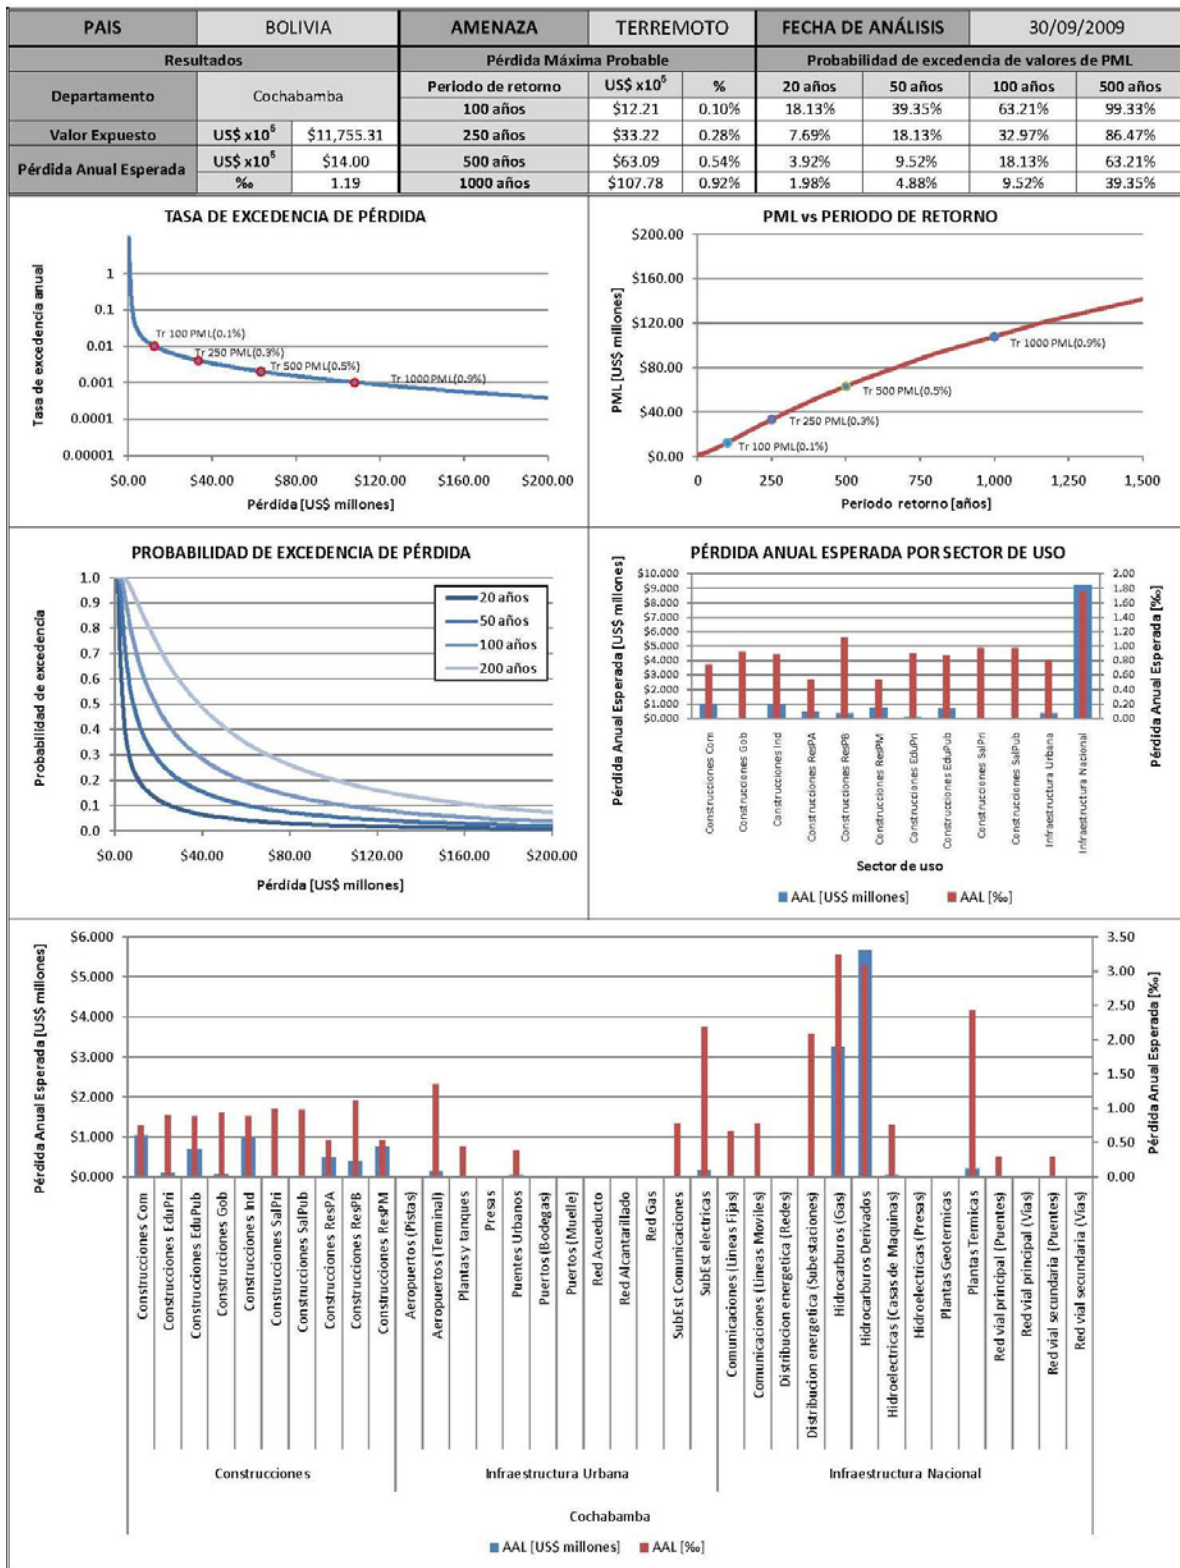 PAIS BOLIVIA AMENAZA TERREMOTO FECHA DE ANÁLISIS 30/09/2009
Resultados Pérdida Máxima Probable Probabilidad de excedencia de valores de PML
Departamento Cochabamba Periodo de retorno US$ x10⁶ % 20 años 50 años 100 años 500 años
100 años $12.21 0.10% 18.13% 39.35% 63.21% 99.33%
Valor Expuesto US$ x10⁶ $11,755.31 250 años $33.22 0.28% 7.69% 18.13% 32.97% 86.47%
Pérdida Anual Esperada US$ x10⁶ $14.00 500 años $63.09 0.54% 3.92% 9.52% 18.13% 63.21%
‰ 1.19 1000 años $107.78 0.92% 1.98% 4.88% 9.52% 39.35%
TASA DE EXCEDENCIA DE PÉRDIDA
Tasa de excedencia anual
1
0.1
0.01
0.001
0.0001
0.00001
Tr 100 PML(0.1%)
Tr 250 PML(0.3%)
Tr 500 PML(0.5%)
Tr 1000 PML(0.9%)
$0.00 $40.00 $80.00 $120.00 $160.00 $200.00
Pérdida [US$ millones]
PML vs PERIODO DE RETORNO
PML [US$ millones]
$200.00
$160.00
$120.00
$80.00
$40.00
$0.00
Tr 1000 PML(0.9%)
Tr 500 PML(0.5%)
Tr 250 PML(0.3%)
Tr 100 PML(0.1%)
0 250 500 750 1,000 1,250 1,500
Período retorno [años]
PROBABILIDAD DE EXCEDENCIA DE PÉRDIDA
Probabilidad de excedencia
1.0
0.9
0.8
0.7
0.6
0.5
0.4
0.3
0.2
0.1
0.0
20 años
50 años
100 años
200 años
$0.00 $40.00 $80.00 $120.00 $160.00 $200.00
Pérdida [US$ millones]
PÉRDIDA ANUAL ESPERADA POR SECTOR DE USO
Pérdida Anual Esperada [US$ millones]
$10.000
$9.000
$8.000
$7.000
$6.000
$5.000
$4.000
$3.000
$2.000
$1.000
$0.000
2.00
1.80
1.60
1.40
1.20
1.00
0.80
0.60
0.40
0.20
0.00
Pérdida Anual Esperada [‰]
Construcciones Com
Construcciones Gob
Construcciones Ind
Construcciones ResPA
Construcciones ResPB
Construcciones ResPM
Construcciones EduPri
Construcciones EduPub
Construcciones SalPri
Construcciones SalPub
Infraestructura Urbana
Infraestructura Nacional
Sector de uso
AAL [US$ millones] AAL [‰]
Pérdida Anual Esperada [US$ millones]
$6.000
$5.000
$4.000
$3.000
$2.000
$1.000
$0.000
3.50
3.00
2.50
2.00
1.50
1.00
0.50
0.00
Pérdida Anual Esperada [‰]
Construcciones Com
Construcciones EduPri
Construcciones EduPub
Construcciones Gob
Construcciones Ind
Construcciones SalPri
Construcciones SalPub
Construcciones ResPA
Construcciones ResPB
Construcciones ResPM
Aeropuertos (Pistas)
Aeropuertos (Terminal)
Plantas y tanques
Presas
Puentes Urbanos
Puertos (Bodegas)
Puertos (Muelle)
Red Acueducto
Red Alcantarillado
Red Gas
SubEst Comunicaciones
SubEst electricas
Comunicaciones (Lineas Fijas)
Comunicaciones (Lineas Moviles)
Distribucion energetica (Redes)
Distribucion energetica (Subestaciones)
Hidrocarburos (Gas)
Hidrocarburos Derivados
Hidroelectricas (Casas de Maquinas)
Hidroelectricas (Presas)
Plantas Geotermicas
Plantas Termicas
Red vial principal (Puentes)
Red vial principal (Vias)
Red vial secundaria (Puentes)
Red vial secundaria (Vias)
Construcciones Infraestructura Urbana Infraestructura Nacional
Cochabamba
AAL [US$ millones] AAL [‰]